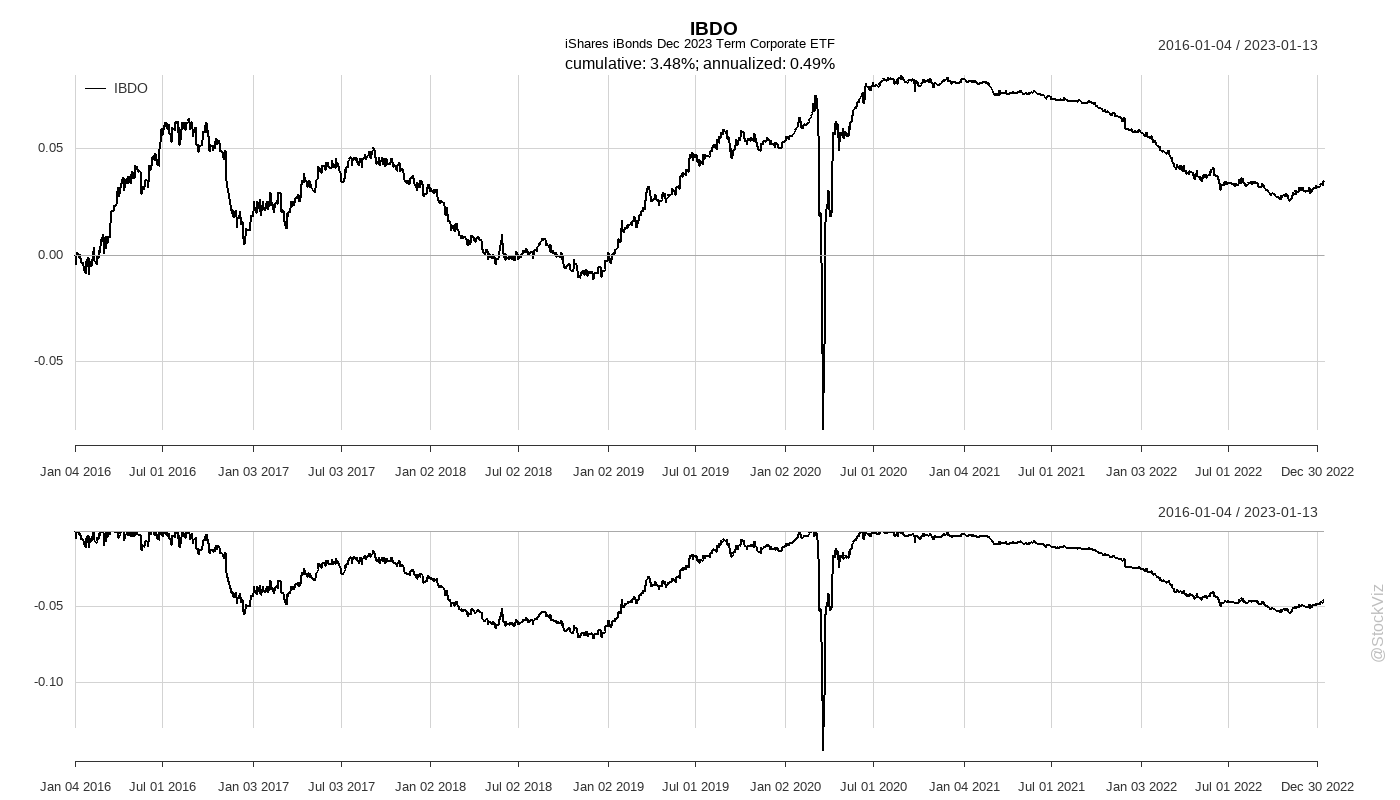 IBDO
iShares iBonds Dec 2023 Term Corporate ETF
cumulative: 3.48%; annualized: 0.49%
2016-01-04 / 2023-01-13
IBDO
0.05
0.00
-0.05
Jan 04 2016 Jul 01 2016 Jan 03 2017 Jul 03 2017 Jan 02 2018 Jul 02 2018 Jan 02 2019 Jul 01 2019 Jan 02 2020 Jul 01 2020 Jan 04 2021 Jul 01 2021 Jan 03 2022 Jul 01 2022 Dec 30 2022
2016-01-04 / 2023-01-13
-0.05
-0.10
Jan 04 2016 Jul 01 2016 Jan 03 2017 Jul 03 2017 Jan 02 2018 Jul 02 2018 Jan 02 2019 Jul 01 2019 Jan 02 2020 Jul 01 2020 Jan 04 2021 Jul 01 2021 Jan 03 2022 Jul 01 2022 Dec 30 2022
@StockViz